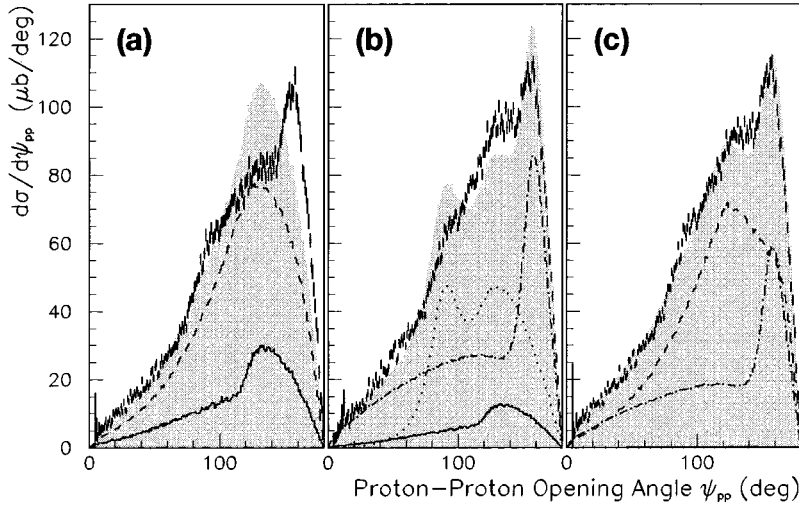 (a) (b) (c)
dσ/dψpp (μb/deg)
120
100
80
60
40
20
0
0 100 0 100 0 100
Proton–Proton Opening Angle ψpp (deg)